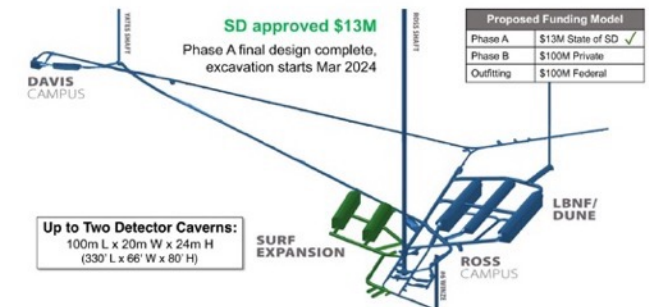 YATES SHAFT
ROSS SHAFT
SD approved $13M
Phase A final design complete,
excavation starts Mar 2024
Proposed Funding Model
Phase A $13M State of SD ✓
Phase B $100M Private
Outfitting $100M Federal
DAVIS
CAMPUS
Up to Two Detector Caverns:
100m L x 20m W x 24m H
(330' L x 66' W x 80' H)
SURF
EXPANSION
LBNF/
DUNE
ROSS
CAMPUS
#6 WINZE